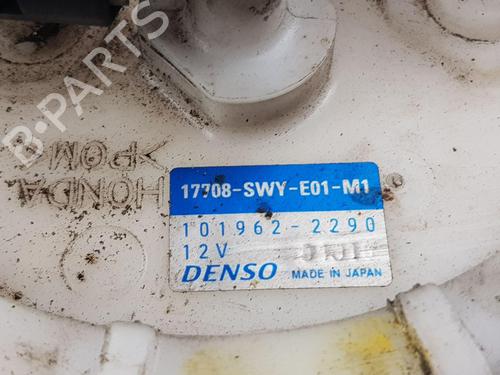 B-PARTS
HONDA
>POM
17708-SWY-E01-M1
101962-2290
12V
DENSO MADE IN JAPAN